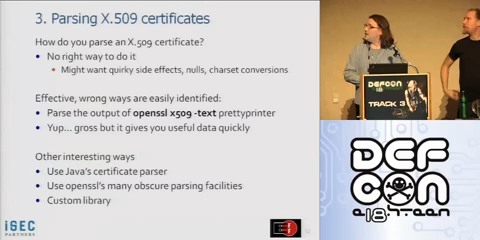 3. Parsing X.509 certificates
How do you parse an X.509 certificate?
• No right way to do it
• Might want quirky side effects, nulls, charset conversions
Effective, wrong ways are easily identified:
• Parse the output of openssl x509 -text prettyprinter
• Yup... gross but it gives you useful data quickly
Other interesting ways
• Use Java's certificate parser
• Use openssl's many obscure parsing facilities
• Custom library
iSEC
PARTNERS
DEFCON
18
TRACK 3
DEF
CON
e18hteen